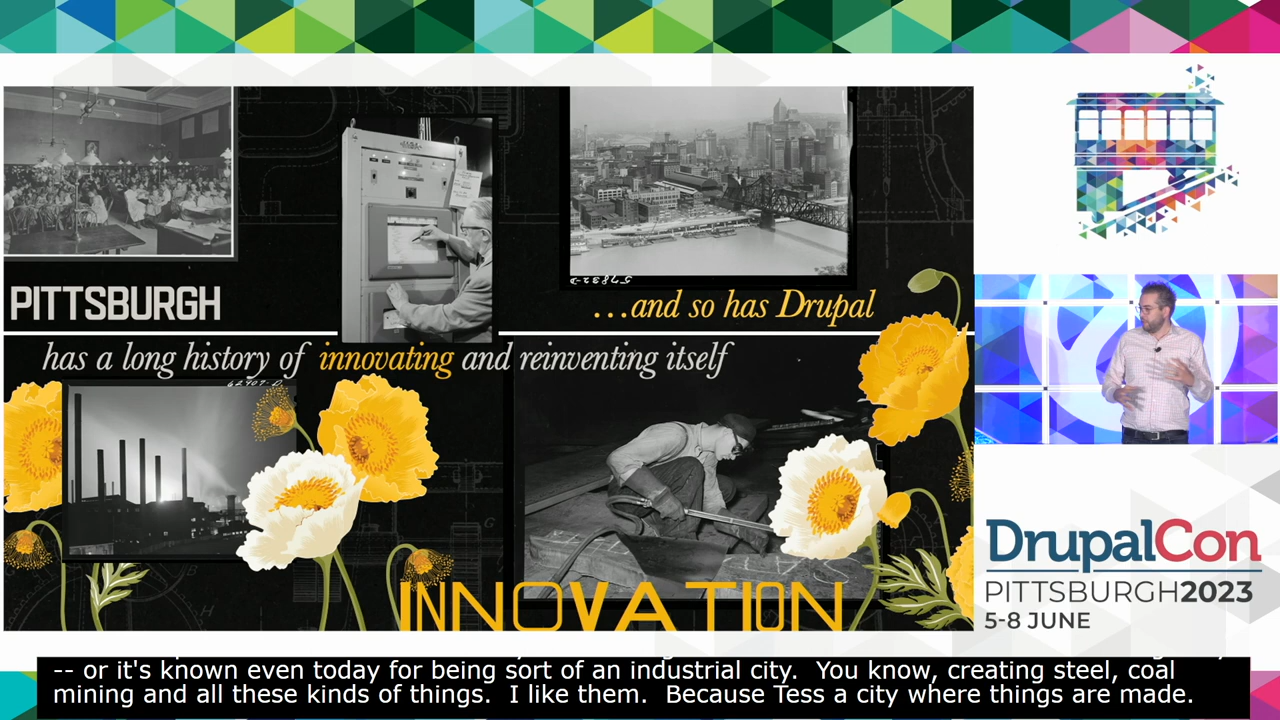 PITTSBURGH
…and so has Drupal
has a long history of innovating and reinventing itself
INNOVATION
DrupalCon
PITTSBURGH2023
5-8 JUNE
-- or it's known even today for being sort of an industrial city. You know, creating steel, coal
mining and all these kinds of things. I like them. Because Tess a city where things are made.